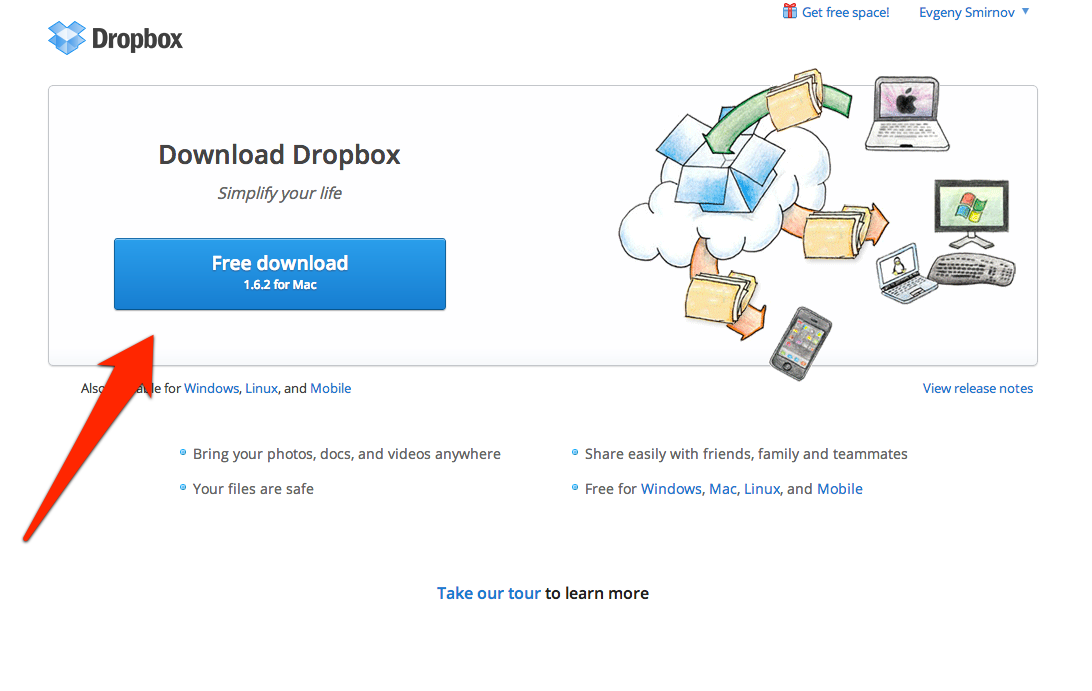 Get free space!
Evgeny Smirnov
Dropbox
Download Dropbox
Simplify your life
Free download
1.6.2 for Mac
Also le for Windows, Linux, and Mobile
View release notes
Bring your photos, docs, and videos anywhere
Share easily with friends, family and teammates
Your files are safe
Free for Windows, Mac, Linux, and Mobile
Take our tour to learn more